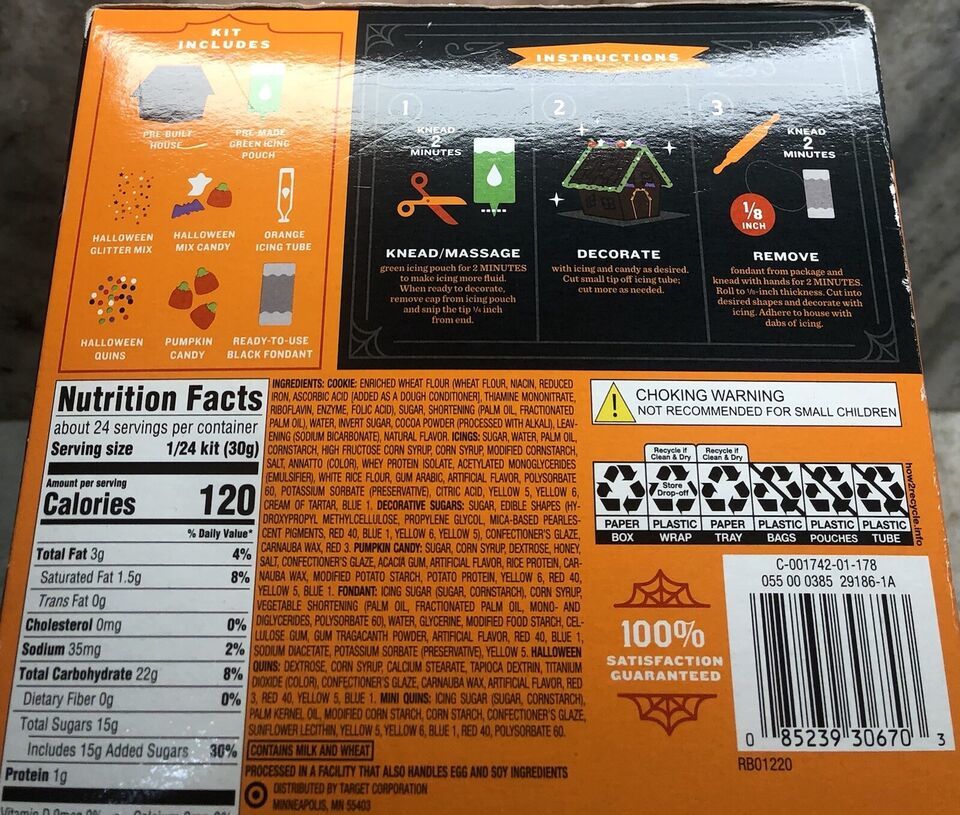 KIT
INCLUDES
PRE-BUILT
HOUSE
PRE-MADE
GREEN ICING
POUCH
HALLOWEEN
GLITTER MIX
HALLOWEEN
MIX CANDY
ORANGE
ICING TUBE
HALLOWEEN
QUINS
PUMPKIN
CANDY
READY-TO-USE
BLACK FONDANT
INSTRUCTIONS
1
KNEAD
2
MINUTES
KNEAD/MASSAGE
green icing pouch for 2 MINUTES
to make icing more fluid.
When ready to decorate,
remove cap from icing pouch
and snip the tip 1/4 inch
from end.
2
DECORATE
with icing and candy as desired.
Cut small tip off icing tube;
cut more as needed.
3
KNEAD
2
MINUTES
1/8
INCH
REMOVE
fondant from package and
knead with hands for 2 MINUTES.
Roll to 1/8-inch thickness. Cut into
desired shapes and decorate with
icing. Adhere to house with
dabs of icing.
Nutrition Facts
about 24 servings per container
Serving size 1/24 kit (30g)
Amount per serving
Calories 120
% Daily Value*
Total Fat 3g 4%
Saturated Fat 1.5g 8%
Trans Fat 0g
Cholesterol 0mg 0%
Sodium 35mg 2%
Total Carbohydrate 22g 8%
Dietary Fiber 0g 0%
Total Sugars 15g
Includes 15g Added Sugars 30%
Protein 1g
Vitamin D 0mcg 0%
INGREDIENTS: COOKIE: ENRICHED WHEAT FLOUR (WHEAT FLOUR, NIACIN, REDUCED
IRON, ASCORBIC ACID [ADDED AS A DOUGH CONDITIONER], THIAMINE MONONITRATE,
RIBOFLAVIN, ENZYME, FOLIC ACID), SUGAR, SHORTENING (PALM OIL, FRACTIONATED
PALM OIL), WATER, INVERT SUGAR, COCOA POWDER (PROCESSED WITH ALKALI), LEAV-
ENING (SODIUM BICARBONATE), NATURAL FLAVOR. ICINGS: SUGAR, WATER, PALM OIL,
CORNSTARCH, HIGH FRUCTOSE CORN SYRUP, CORN SYRUP, MODIFIED CORNSTARCH,
SALT, ANNATTO (COLOR), WHEY PROTEIN ISOLATE, ACETYLATED MONOGLYCERIDES
(EMULSIFIER), WHITE RICE FLOUR, GUM ARABIC, ARTIFICIAL FLAVOR, POLYSORBATE
60, POTASSIUM SORBATE (PRESERVATIVE), CITRIC ACID, YELLOW 5, YELLOW 6,
CREAM OF TARTAR, BLUE 1. DECORATIVE SUGARS: SUGAR, EDIBLE SHAPES (HY-
DROXYPROPYL METHYLCELLULOSE, PROPYLENE GLYCOL, MICA-BASED PEARLES-
CENT PIGMENTS, RED 40, BLUE 1, YELLOW 6, YELLOW 5), CONFECTIONER'S GLAZE,
CARNAUBA WAX, RED 3. PUMPKIN CANDY: SUGAR, CORN SYRUP, DEXTROSE, HONEY,
SALT, CONFECTIONER'S GLAZE, ACACIA GUM, ARTIFICIAL FLAVOR, RICE PROTEIN, CAR-
NAUBA WAX, MODIFIED POTATO STARCH, POTATO PROTEIN, YELLOW 6, RED 40,
YELLOW 5, BLUE 1. FONDANT: ICING SUGAR (SUGAR, CORNSTARCH), CORN SYRUP,
VEGETABLE SHORTENING (PALM OIL, FRACTIONATED PALM OIL, MONO- AND
DIGLYCERIDES, POLYSORBATE 60), WATER, GLYCERINE, MODIFIED FOOD STARCH, CEL-
LULOSE GUM, GUM TRAGACANTH POWDER, ARTIFICIAL FLAVOR, RED 40, BLUE 1,
SODIUM DIACETATE, POTASSIUM SORBATE (PRESERVATIVE), YELLOW 5. HALLOWEEN
QUINS: DEXTROSE, CORN SYRUP, CALCIUM STEARATE, TAPIOCA DEXTRIN, TITANIUM
DIOXIDE (COLOR), CONFECTIONER'S GLAZE, CARNAUBA WAX, ARTIFICIAL FLAVOR, RED
3, RED 40, YELLOW 5, BLUE 1. MINI QUINS: ICING SUGAR (SUGAR, CORNSTARCH),
PALM KERNEL OIL, MODIFIED CORN STARCH, CORN STARCH, CONFECTIONER'S GLAZE,
SUNFLOWER LECITHIN, YELLOW 5, YELLOW 6, BLUE 1, RED 40, POLYSORBATE 60.
CONTAINS MILK AND WHEAT
PROCESSED IN A FACILITY THAT ALSO HANDLES EGG AND SOY INGREDIENTS
DISTRIBUTED BY TARGET CORPORATION
MINNEAPOLIS, MN 55403
! CHOKING WARNING
NOT RECOMMENDED FOR SMALL CHILDREN
Recycle if
Clean & Dry
Recycle if
Clean & Dry
Store
Drop-off
PAPER PLASTIC PAPER PLASTIC PLASTIC PLASTIC
BOX WRAP TRAY BAGS POUCHES TUBE
how2recycle.info
100%
SATISFACTION
GUARANTEED
C-001742-01-178
055 00 0385 29186-1A
0 85239 30670 3
RB01220